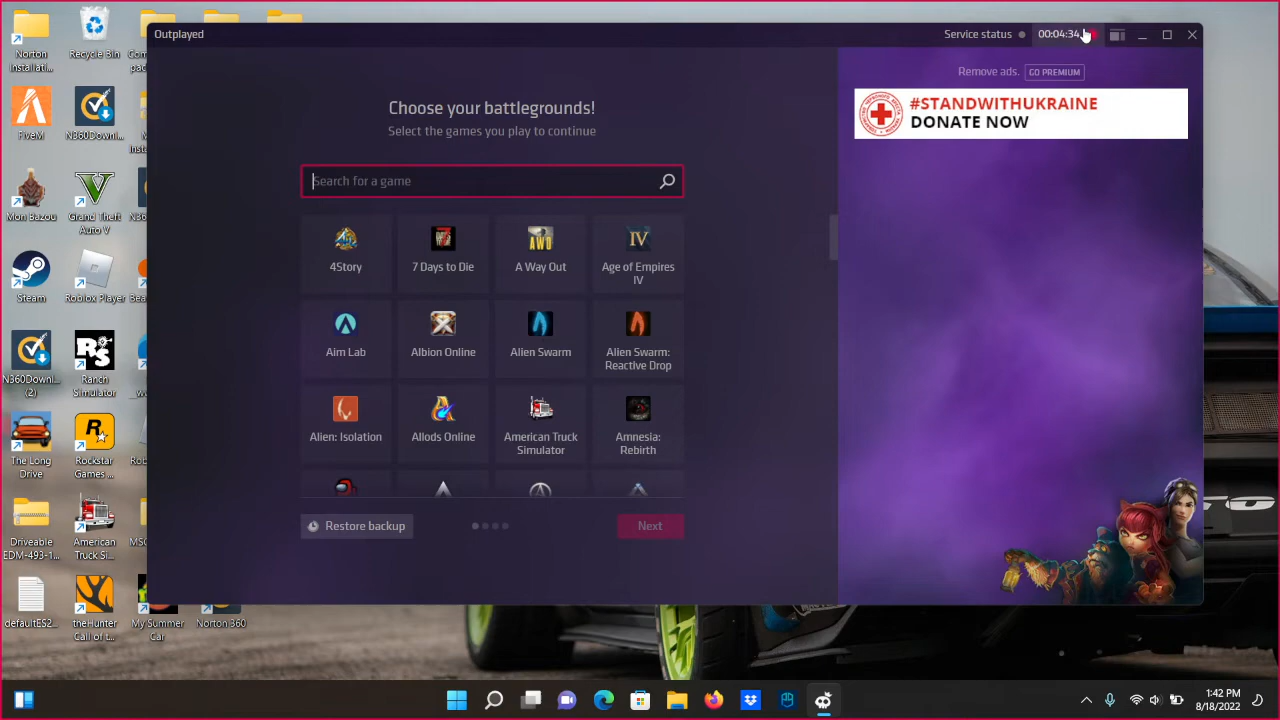 Outplayed
Service status
00:04:34
Choose your battlegrounds!
Select the games you play to continue
Search for a game
4Story
7 Days to Die
AWO
A Way Out
IV
Age of Empires
IV
Aim Lab
Albion Online
Alien Swarm
Alien Swarm:
Reactive Drop
Alien: Isolation
Allods Online
American Truck
Simulator
Amnesia:
Rebirth
Restore backup
Next
Remove ads.
GO PREMIUM
#STANDWITHUKRAINE
DONATE NOW
Norton
Installati...
Recycle Bin
FiveM
N360Downl...
Mon Bazou
Grand Theft
Auto V
Steam
Roblox Player
N360Downl...
(2)
RS
Ranch
Simulator
The Long
Drive
R
Rockstar
Games ...
Driveable
EDM-493-1...
American
Truck Si...
defaultES2...
theHunter
Call of t...
My Summer
Car
Norton 360
1:42 PM
8/18/2022